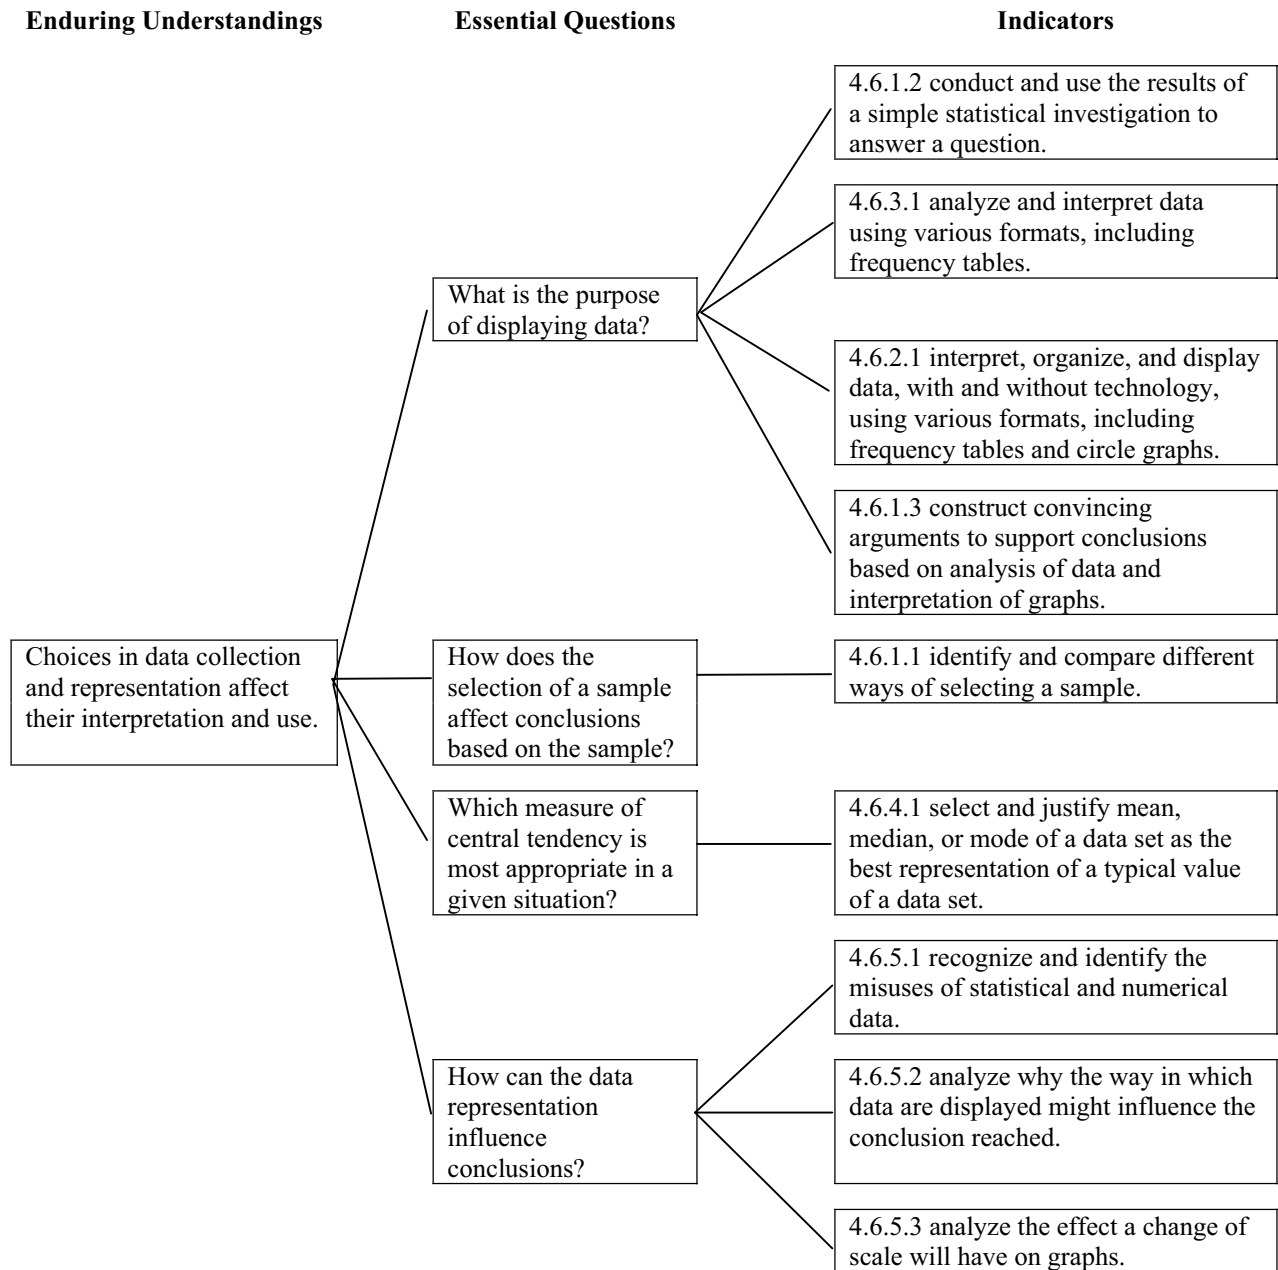 Enduring Understandings
Essential Questions
Indicators
4.6.1.2 conduct and use the results of
a simple statistical investigation to
answer a question.
4.6.3.1 analyze and interpret data
using various formats, including
frequency tables.
What is the purpose
of displaying data?
4.6.2.1 interpret, organize, and display
data, with and without technology,
using various formats, including
frequency tables and circle graphs.
4.6.1.3 construct convincing
arguments to support conclusions
based on analysis of data and
interpretation of graphs.
Choices in data collection
and representation affect
their interpretation and use.
How does the
selection of a sample
affect conclusions
based on the sample?
4.6.1.1 identify and compare different
ways of selecting a sample.
Which measure of
central tendency is
most appropriate in a
given situation?
4.6.4.1 select and justify mean,
median, or mode of a data set as the
best representation of a typical value
of a data set.
4.6.5.1 recognize and identify the
misuses of statistical and numerical
data.
How can the data
representation
influence
conclusions?
4.6.5.2 analyze why the way in which
data are displayed might influence the
conclusion reached.
4.6.5.3 analyze the effect a change of
scale will have on graphs.